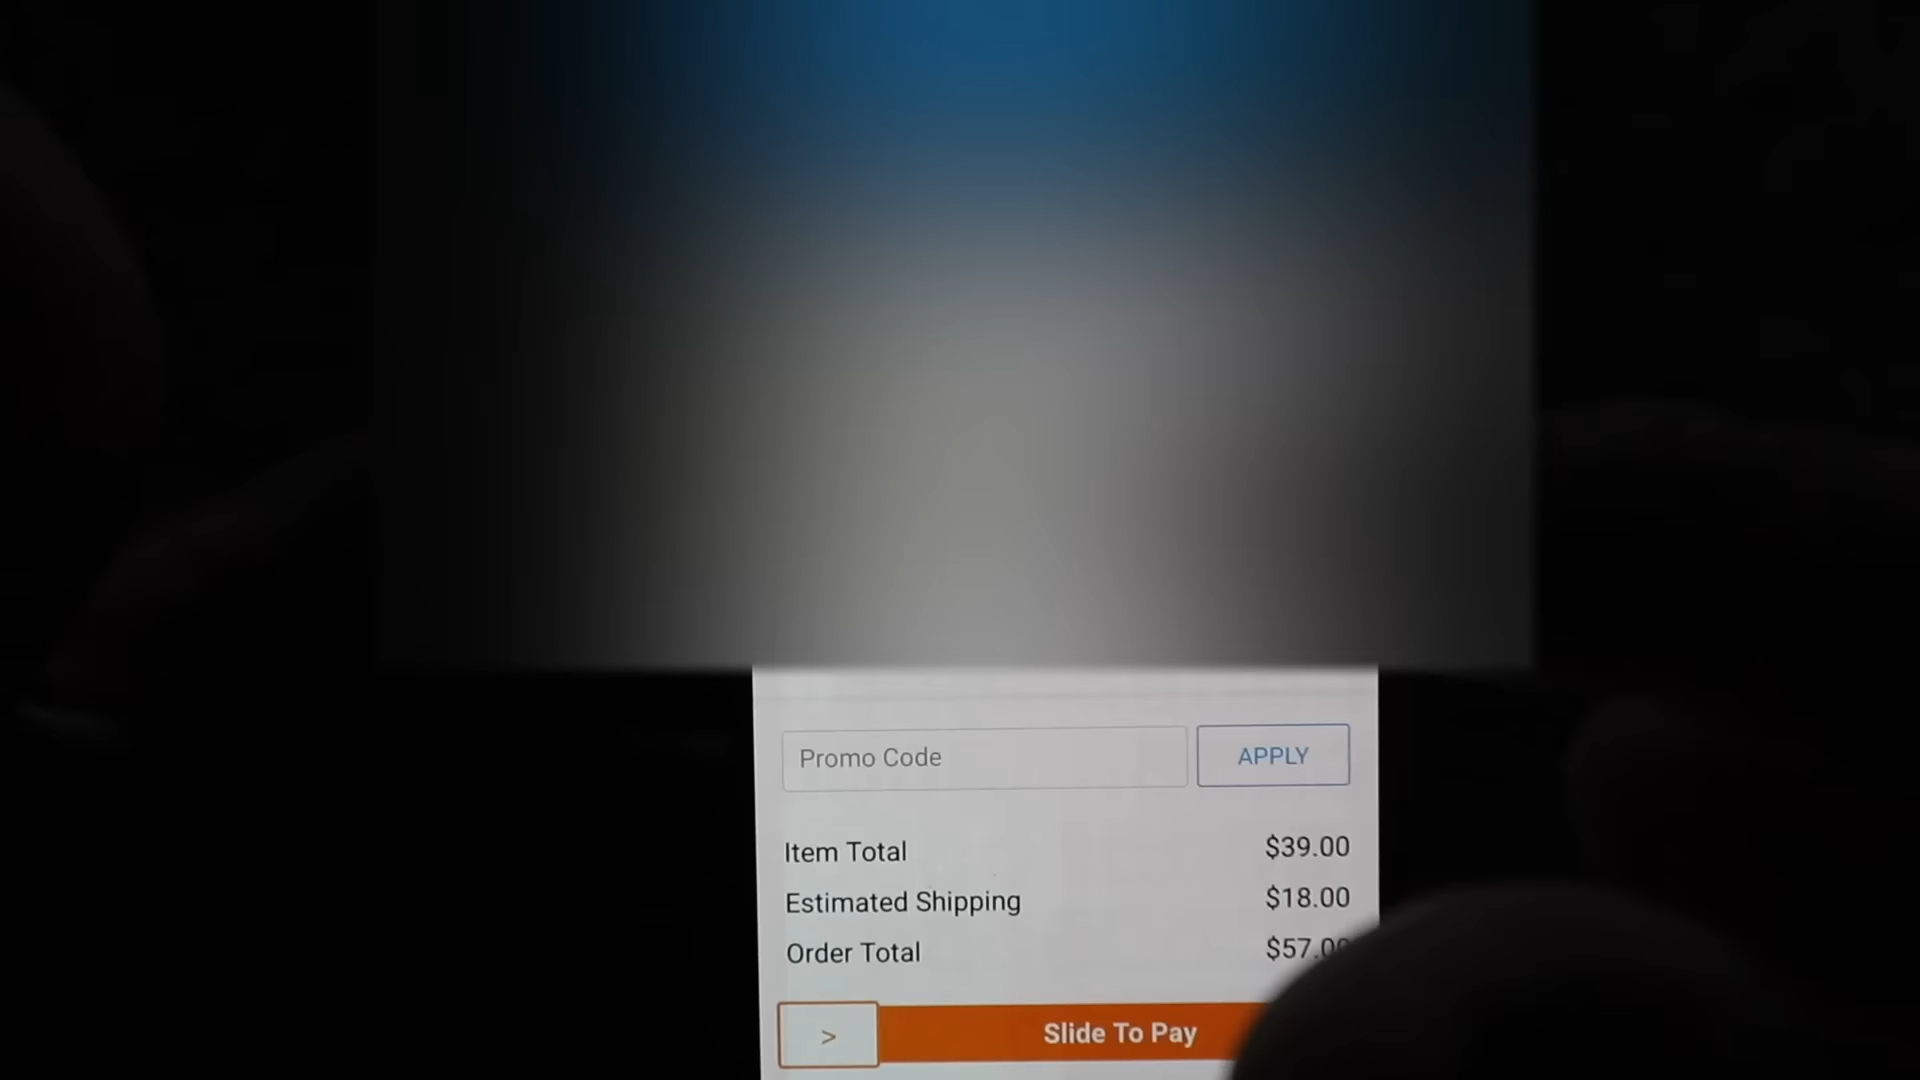 Promo Code APPLY
Item Total $39.00
Estimated Shipping $18.00
Order Total $57.00
> Slide To Pay